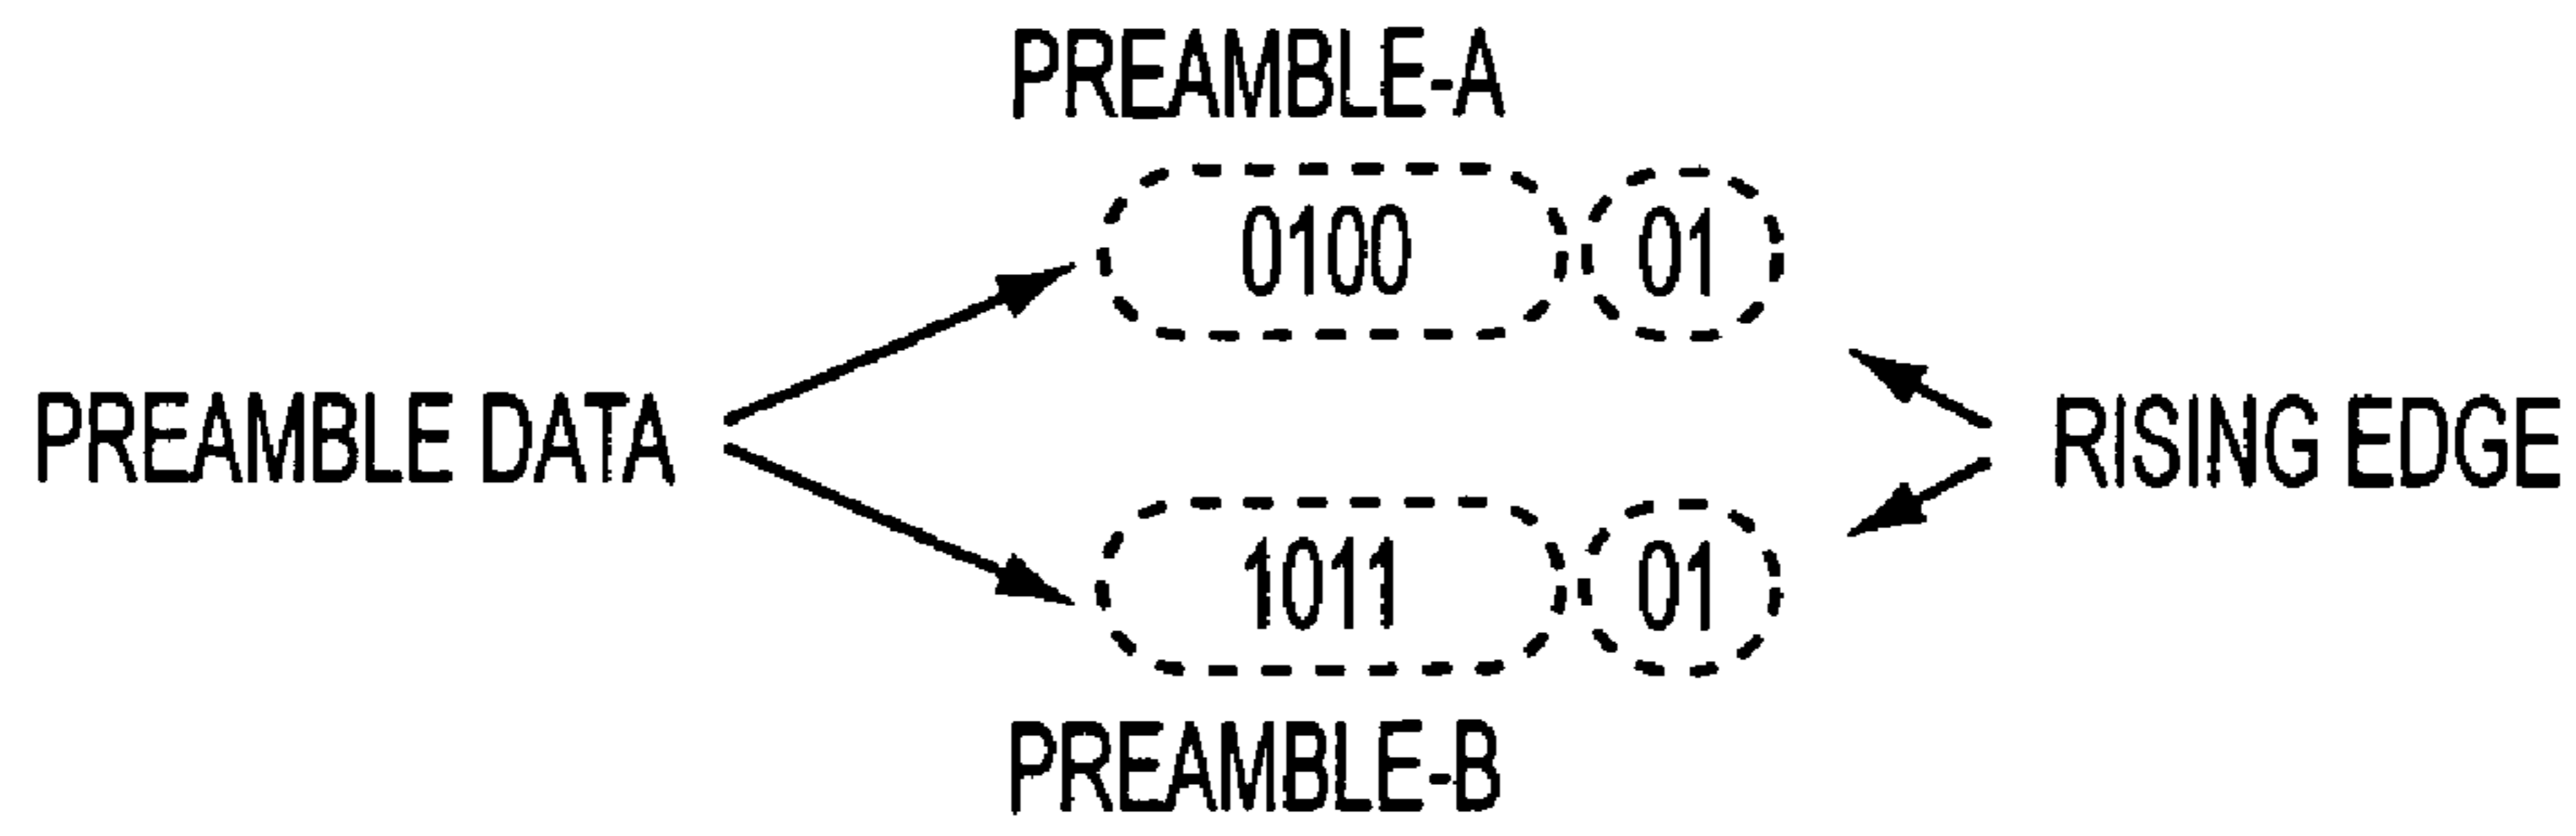 PREAMBLE-A
0100 01
PREAMBLE DATA
RISING EDGE
1011 01
PREAMBLE-B